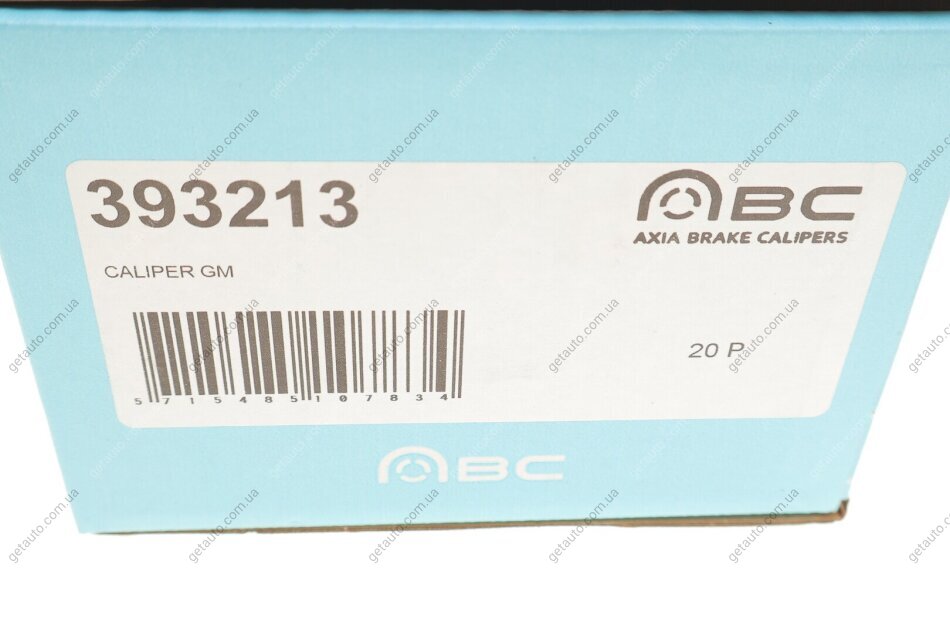 393213
ABC
AXIA BRAKE CALIPERS
CALIPER GM
20 P
5715485107834
ABC
getauto.com.ua